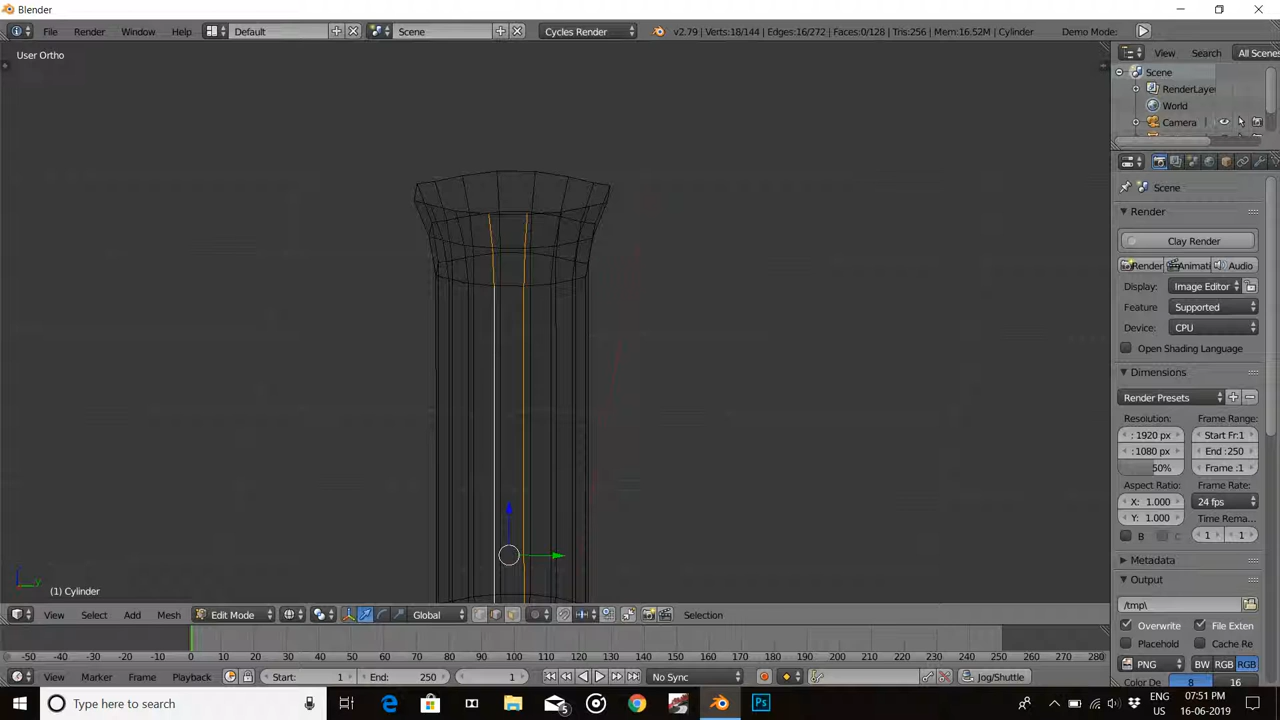 Blender
File Render Window Help Default Scene Cycles Render v2.79 | Verts:18/144 | Edges:16/272 | Faces:0/128 | Tris:256 | Mem:16.52M | Cylinder Demo Mode:
User Ortho
View Search All Scenes
Scene
RenderLaye
World
Camera
Scene
Render
Clay Render
Render Animati Audio
Display: Image Editor
Feature Supported
Device: CPU
Open Shading Language
Dimensions
Render Presets
Resolution: Frame Range:
: 1920 px Start Fr:1
: 1080 px End :250
50% Frame :1
Aspect Ratio: Frame Rate:
X: 1.000 24 fps
Y: 1.000 Time Rema...
B C 1 1
Metadata
Output
/tmp\
Overwrite File Exten
Placehold Cache Re
PNG BW RGB RGB
Color De 8 16
z y
(1) Cylinder
View Select Add Mesh Edit Mode Global Selection
-50 -40 -30 -20 -10 0 10 20 30 40 50 60 70 80 90 100 110 120 130 140 150 160 170 180 190 200 210 220 230 240 250 260 270 280
View Marker Frame Playback Start: 1 End: 250 1 No Sync Jog/Shuttle
Type here to search 5 Ps ENG US 07:51 PM 16-06-2019